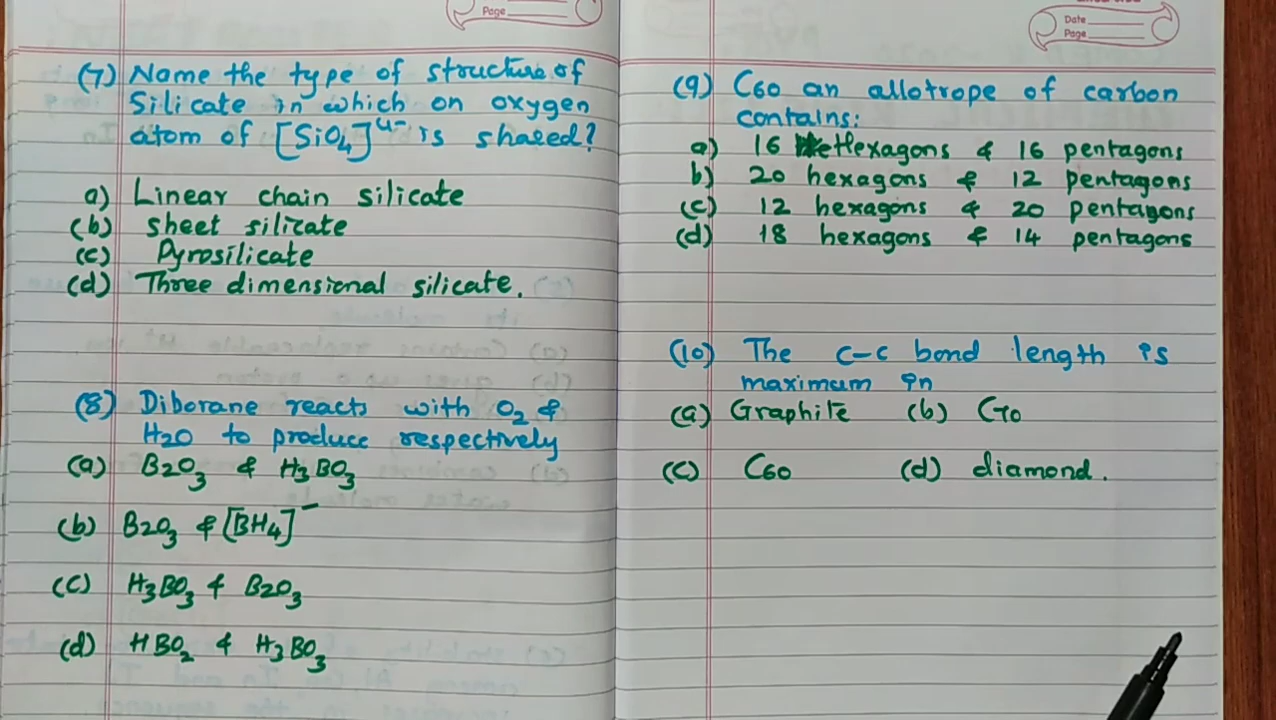 Page
(7) Name the type of structure of
Silicate in which on oxygen
atom of [SiO4]4- is shared?
a) Linear chain silicate
(b) sheet silicate
(c) Pyrosilicate
(d) Three dimensional silicate.
(8) Diborane reacts with O2 &
H2O to produce respectively
(a) B2O3 & H3BO3
(b) B2O3 & [BH4]-
(c) H3BO3 & B2O3
(d) HBO2 & H3BO3
Date
Page
(9) C60 an allotrope of carbon
contains:
a) 16 Hexagons & 16 pentagons
b) 20 hexagons & 12 pentagons
(c) 12 hexagons & 20 pentagons
(d) 18 hexagons & 14 pentagons
(10) The C-C bond length is
maximum in
(a) Graphite (b) C70
(c) C60 (d) diamond.